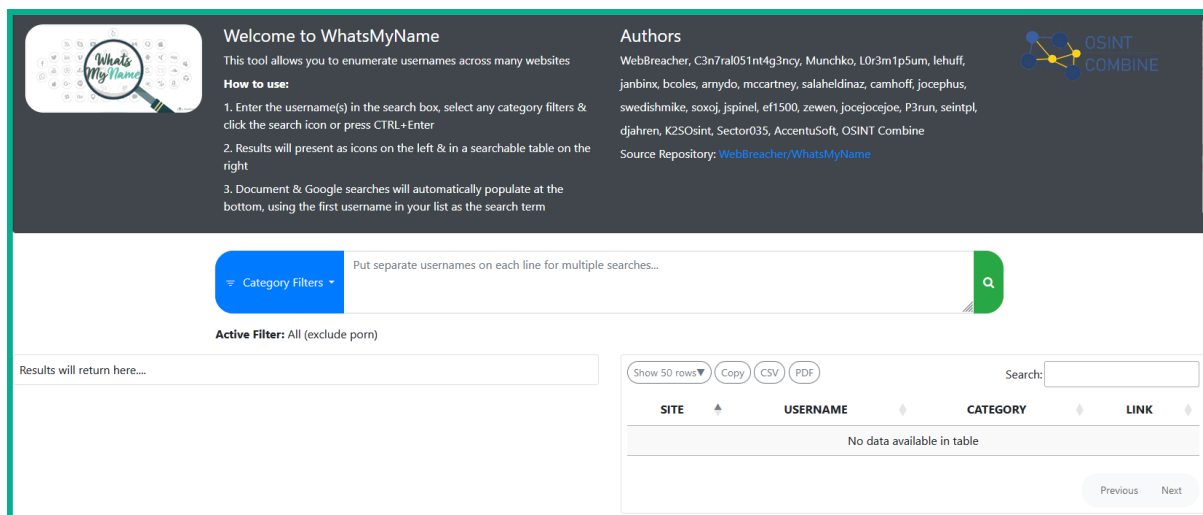 Whats
MyName
Welcome to WhatsMyName
This tool allows you to enumerate usernames across many websites
How to use:
1. Enter the username(s) in the search box, select any category filters &
click the search icon or press CTRL+Enter
2. Results will present as icons on the left & in a searchable table on the
right
3. Document & Google searches will automatically populate at the
bottom, using the first username in your list as the search term
Authors
WebBreacher, C3n7ral051nt4g3ncy, Munchko, L0r3m1p5um, lehuff,
janbinx, bcoles, arnydo, mccartney, salaheldinaz, camhoff, jocephus,
swedishmike, soxoj, jspinel, ef1500, zewen, jocejocejoe, P3run, seintpl,
djahren, K2SOsint, Sector035, AccentuSoft, OSINT Combine
Source Repository: WebBreacher/WhatsMyName
OSINT
COMBINE
Category Filters
Put separate usernames on each line for multiple searches...
Active Filter: All (exclude porn)
Results will return here....
Show 50 rows▼ Copy CSV PDF Search:
SITE USERNAME CATEGORY LINK
No data available in table
Previous Next